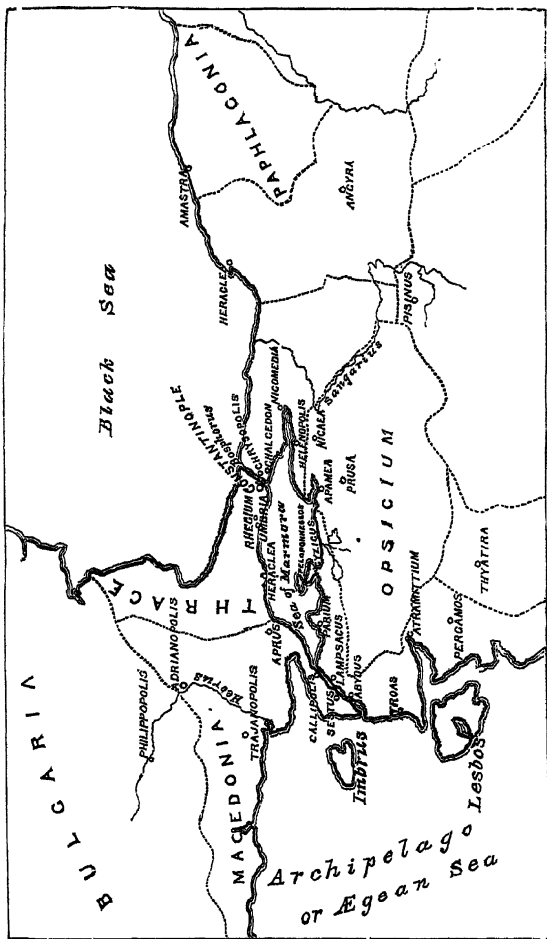 BULGARIA
Black Sea
PAPHLAGONIA
AMASTRA
HERACLEA
ANCYRA
PISINUS
Sangarius
CONSTANTINOPLE
Bosphorus
CHRYSOPOLIS
CHALCEDON
NICOMEDIA
HELENOPOLIS
NICAEA
APAMEA
PRUSA
RHEGIUM
UMBRIA
HERACLEA
Sea of Marmora
CYZICUS
PARIUM
THRACE
APRUS
PHILIPPOPOLIS
ADRIANOPOLIS
Hebrus
MACEDONIA
TRAJANOPOLIS
CALLIPOLIS
SESTUS
LAMPSACUS
ABYDUS
TROAS
OPSICIUM
PERGAMOS
THYATIRA
Imbrus
Lesbos
Archipelago
or Ægean Sea